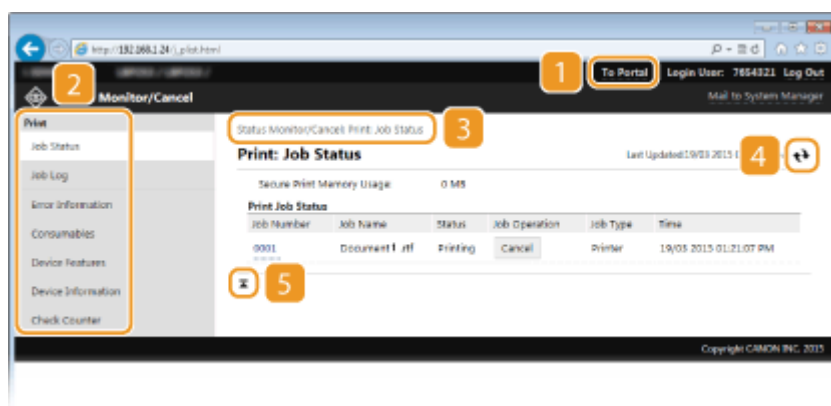 http://192.168.1.24/j_plot.html
1 To Portal Login User: 7654321 Log Out
2 Monitor/Cancel Mail to System Manager
Print
Job Status
Job Log
Error Information
Consumables
Device Features
Device Information
Check Counter
Status Monitor/Cancel: Print: Job Status 3
Print: Job Status Last Updated:19/03 2015 4
Secure Print Memory Usage: 0 MB
Print Job Status
Job Number Job Name Status Job Operation Job Type Time
0001 Document1.rtf Printing Cancel Printer 19/03 2015 01:21:07 PM
5
Copyright CANON INC. 2015